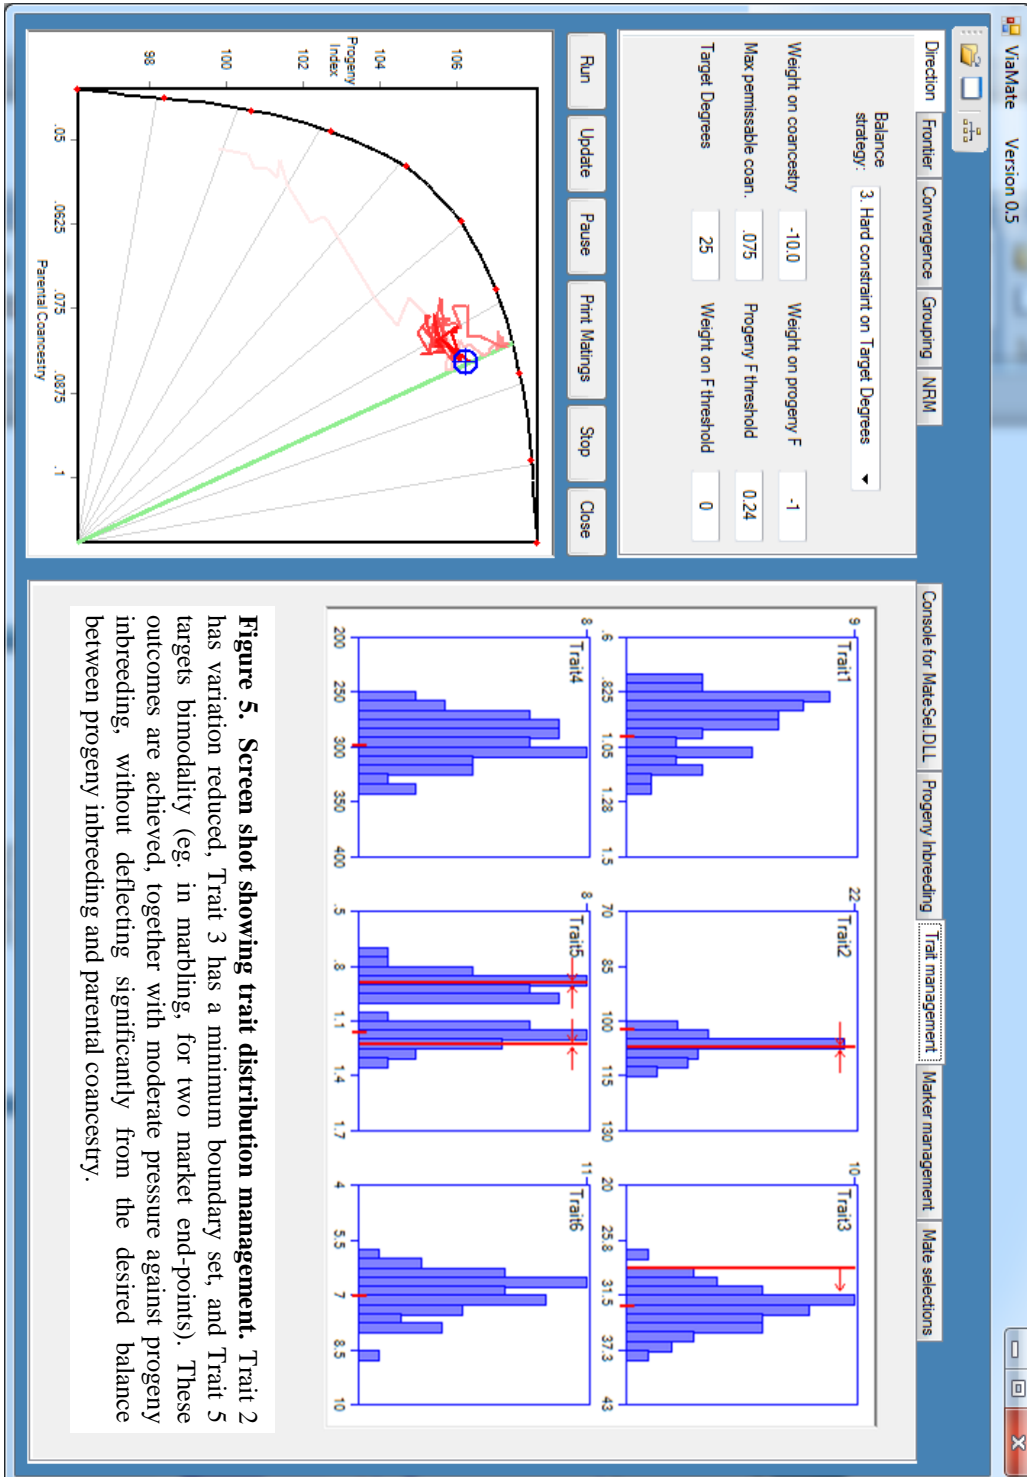 ViaMate Version 0.5
Direction Frontier Convergence Grouping NRM
Balance
strategy: 3. Hard constraint on Target Degrees
Weight on coancestry -10.0 Weight on progeny F -1
Max permissable coan. .075 Progeny F threshold 0.24
Target Degrees 25 Weight on F threshold 0
Run Update Pause Print Matings Stop Close
106
104
Progeny
Index
102
100
98
.05 .0625 .075 .0875 .1
Parental Coancestry
Console for MateSel.DLL Progeny Inbreeding Trait management Marker management Mate selections
9 Trait1
.6 .825 1.05 1.28 1.5
22 Trait2
70 85 100 115 130
10 Trait3
20 25.8 31.5 37.3 43
8 Trait4
200 250 300 350 400
8 Trait5
.5 .8 1.1 1.4 1.7
11 Trait6
4 5.5 7 8.5 10
Figure 5. Screen shot showing trait distribution management. Trait 2
has variation reduced, Trait 3 has a minimum boundary set, and Trait 5
targets bimodality (eg. in marbling, for two market end-points). These
outcomes are achieved, together with moderate pressure against progeny
inbreeding, without deflecting significantly from the desired balance
between progeny inbreeding and parental coancestry.